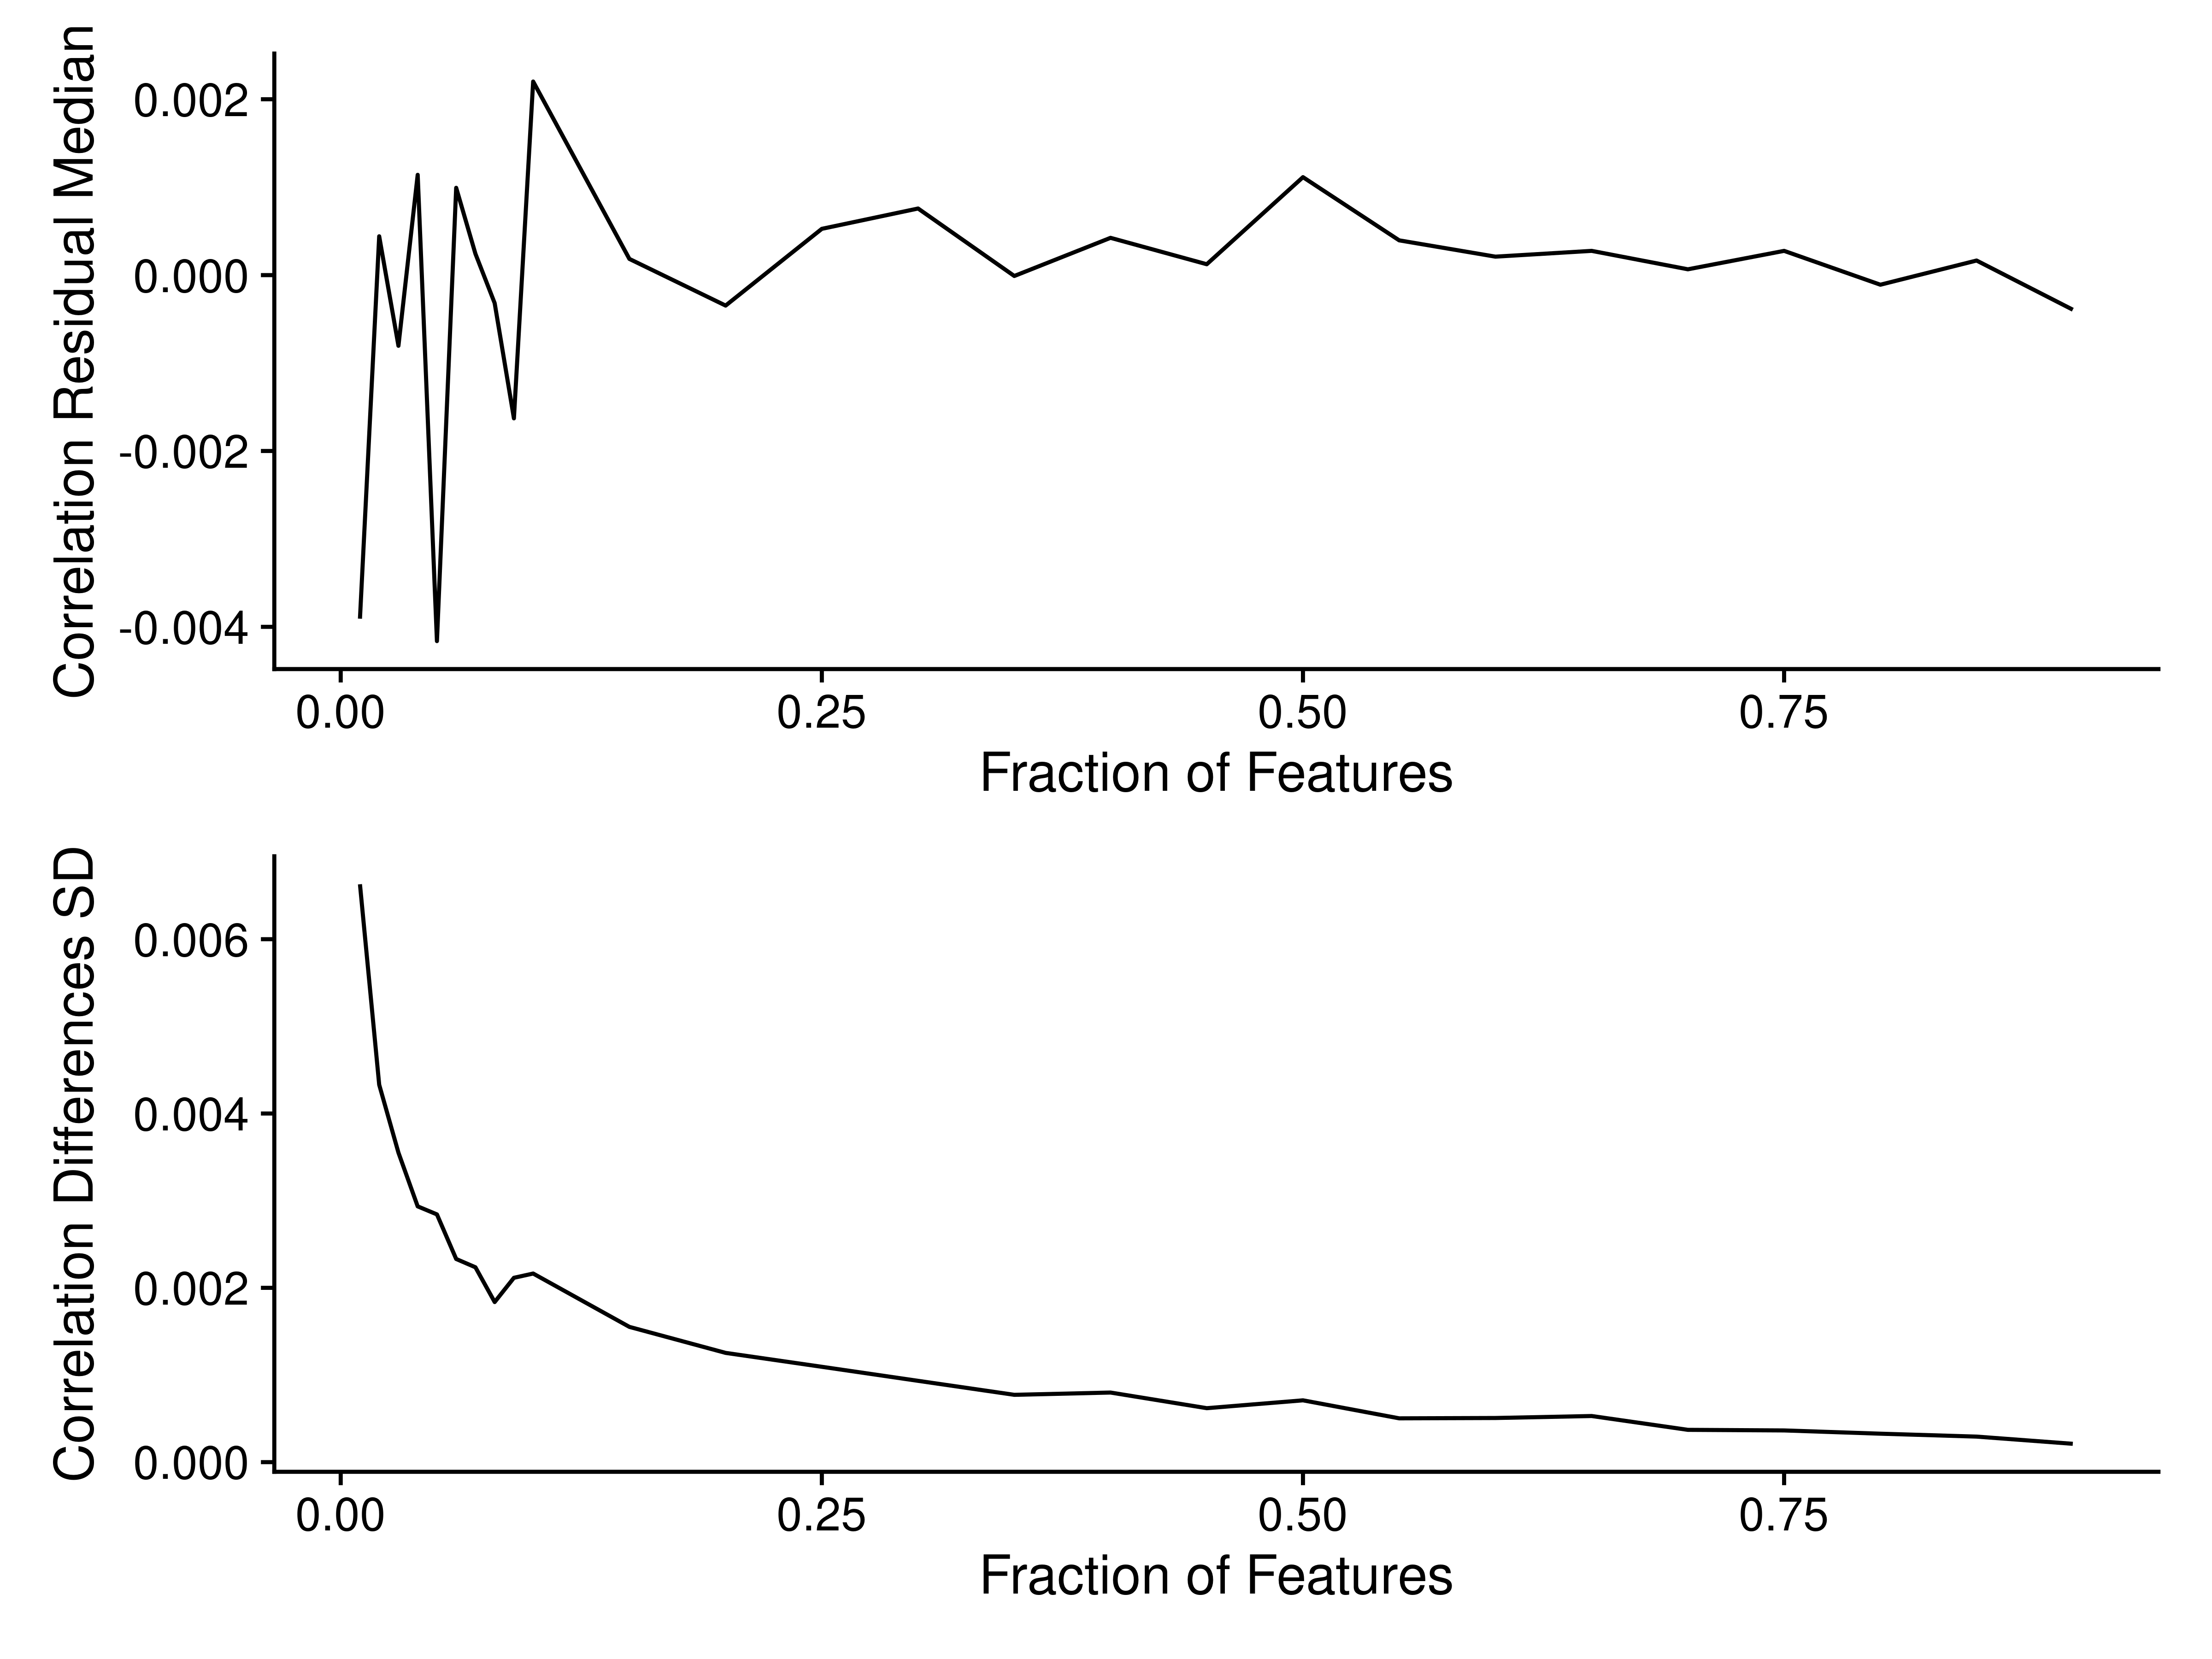 Correlation Residual Median
0.002
0.000
-0.002
-0.004
0.00 0.25 0.50 0.75
Fraction of Features
Correlation Differences SD
0.006
0.004
0.002
0.000
0.00 0.25 0.50 0.75
Fraction of Features